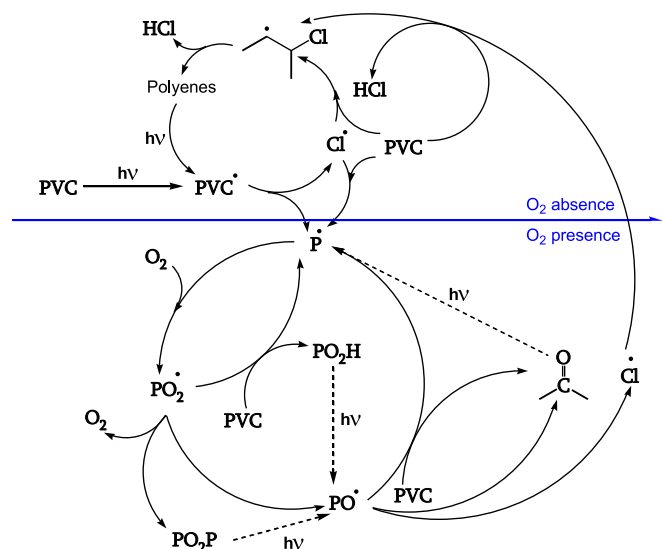 HCl
Cl
Polyenes
HCl
hν
Cl•
PVC
PVC
hν
PVC•
O₂ absence
O₂ presence
P•
O₂
hν
PO₂H
O
C
Cl•
PO₂•
O₂
PVC
hν
PVC
PO•
PO₂P
hν